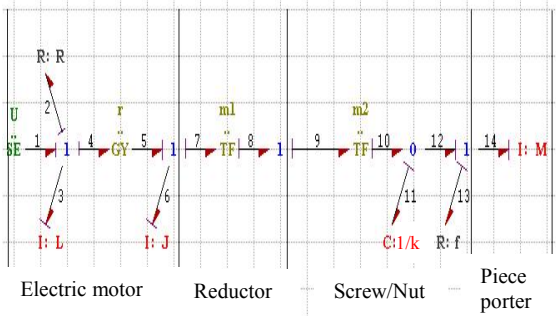 R: R
U
r
m1
m2
2
1
4
5
7
8
9
10
12
14
SE
1
GY
1
TF
1
TF
0
1
I: M
3
6
11
13
I: L
I: J
C:1/k
R: f
Electric motor
Reductor
Screw/Nut
Piece
porter